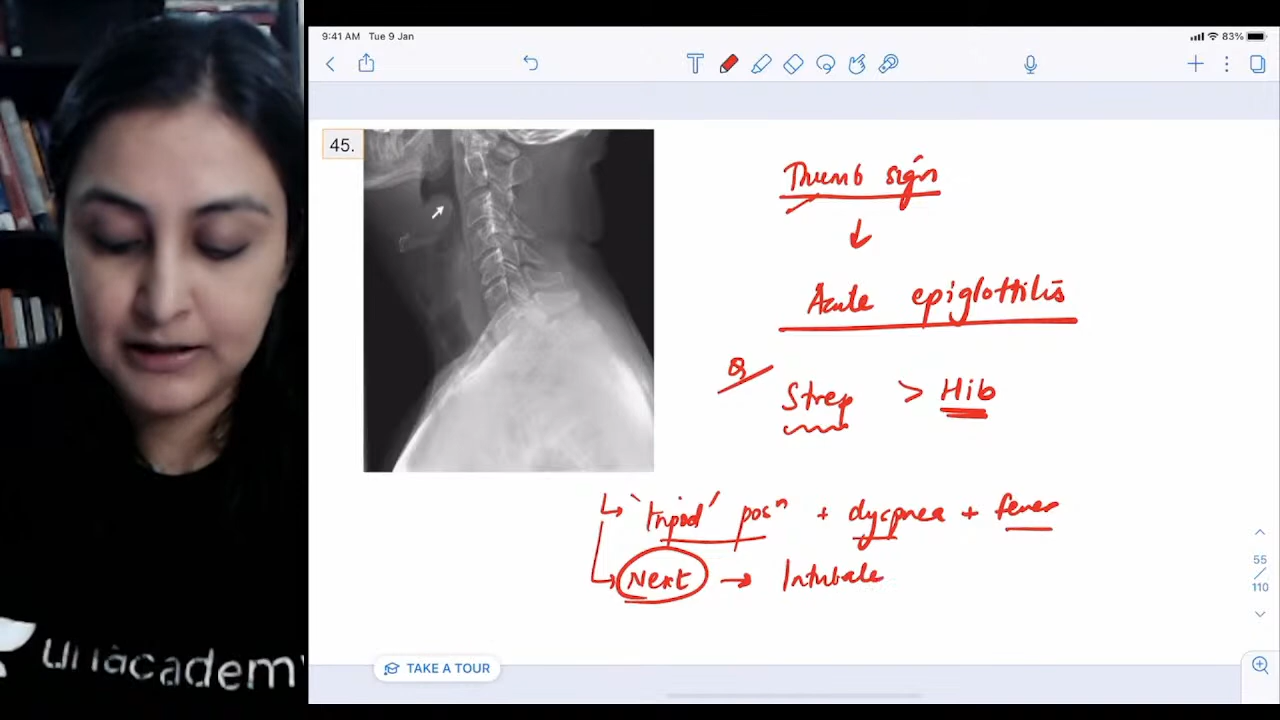 9:41 AM Tue 9 Jan
83%
45.
Thumb sign
Acute epiglottitis
Q
Strep > Hib
'tripod' posⁿ + dyspnea + fever
Next → Intubate
55
/
110
TAKE A TOUR
unacademy